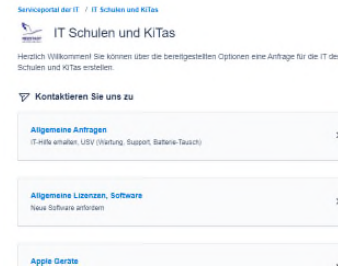 Serviceportal der IT / IT Schulen und KiTas
IT Schulen und KiTas
Herzlich Willkommen! Sie können über die bereitgestellten Optionen eine Anfrage für die IT de
Schulen und KiTas erstellen.
Kontaktieren Sie uns zu
Allgemeine Anfragen
IT-Hilfe erhalten, USV (Wartung, Support, Batterie-Tausch)
Allgemeine Lizenzen, Software
Neue Software anfordern
Apple Geräte